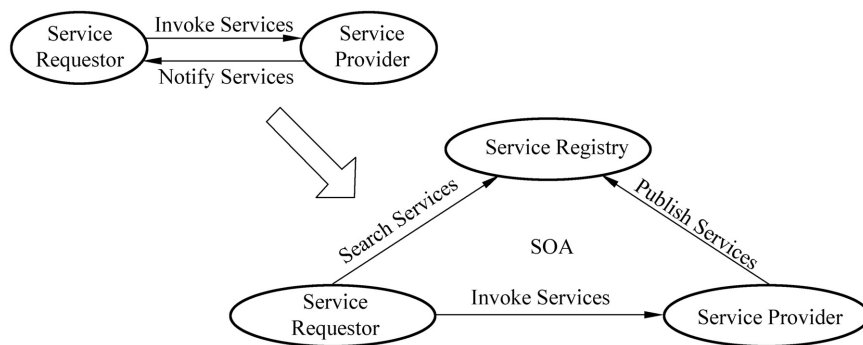 Service
Requestor
Invoke Services
Notify Services
Service
Provider
Service Registry
Search Services
Publish Services
SOA
Service
Requestor
Invoke Services
Service Provider